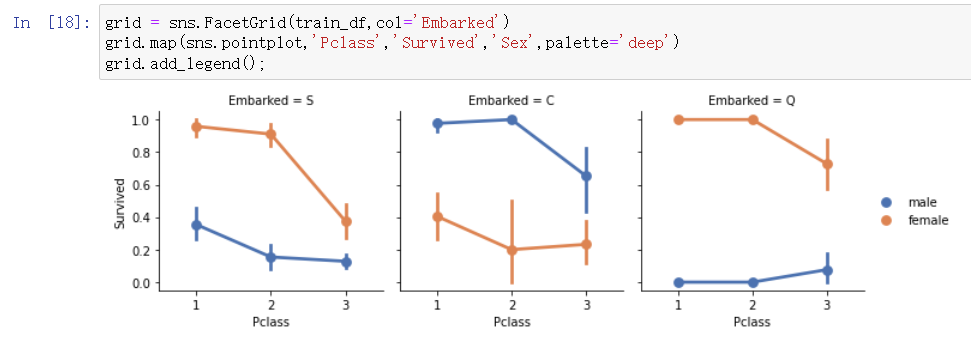 In [18]:
grid = sns.FacetGrid(train_df,col='Embarked')
grid.map(sns.pointplot,'Pclass','Survived','Sex',palette='deep')
grid.add_legend();
Embarked = S
Embarked = C
Embarked = Q
Survived
1.0
0.8
0.6
0.4
0.2
0.0
male
female
1 2 3
1 2 3
1 2 3
Pclass
Pclass
Pclass